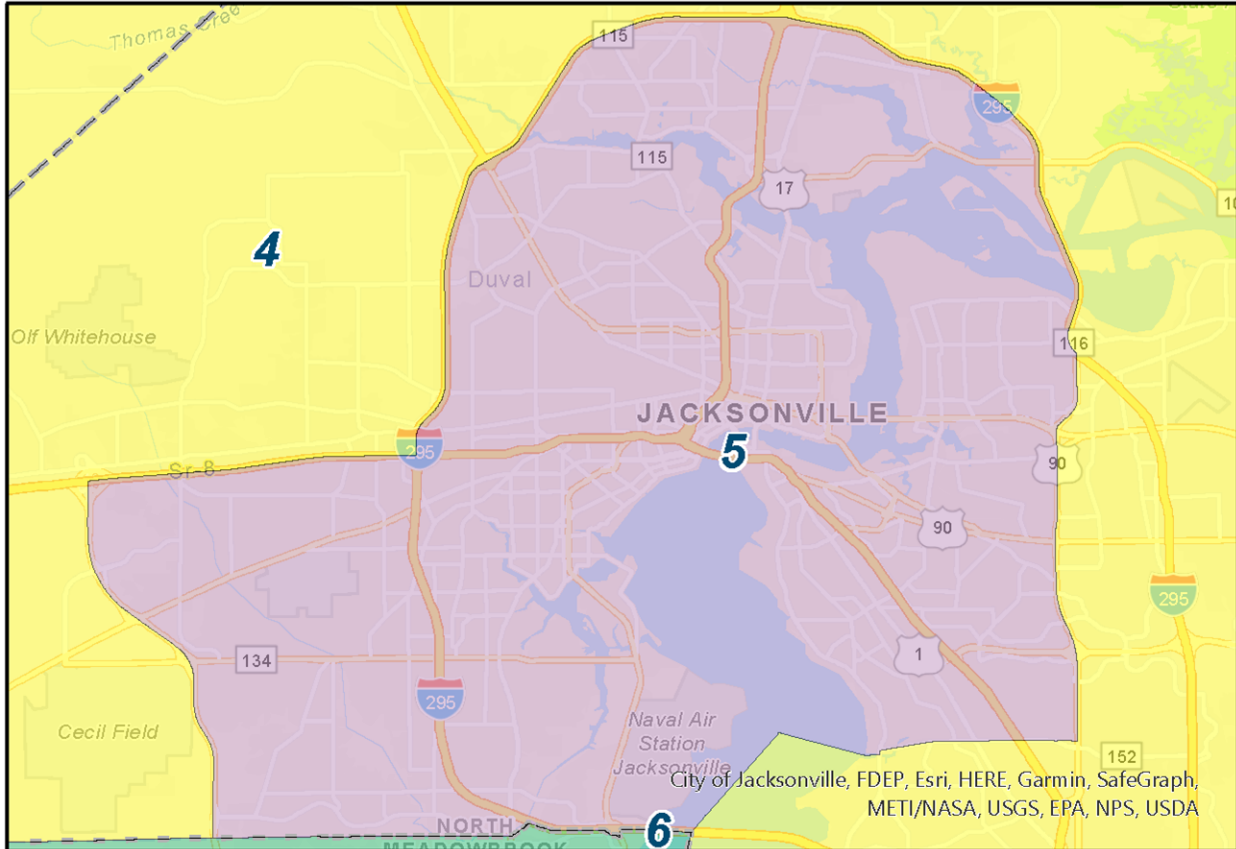 Thomas Creek
115
295
115
17
4
Duval
Olf Whitehouse
116
JACKSONVILLE
5
295
Sr 8
90
90
295
134
1
295
Naval Air
Station
Jacksonville
Cecil Field
152
City of Jacksonville, FDEP, Esri, HERE, Garmin, SafeGraph,
METI/NASA, USGS, EPA, NPS, USDA
NORTH
6
MEADOWBROOK